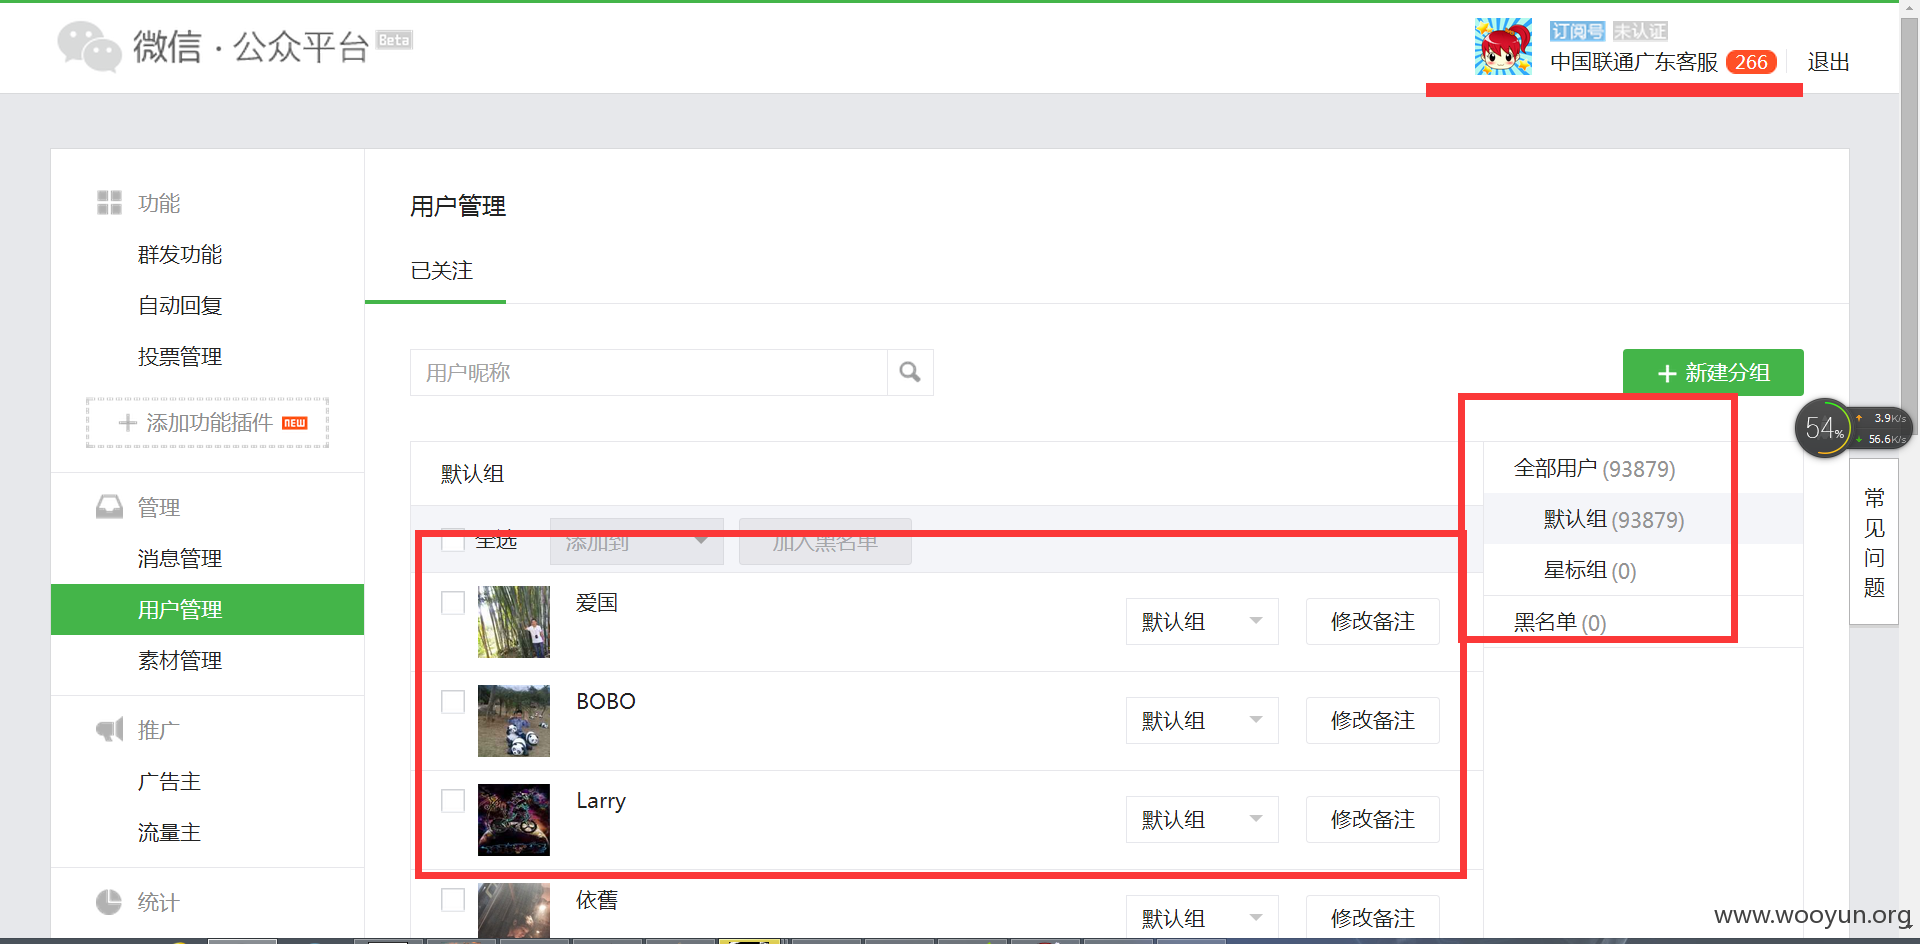 微信 · 公众平台 Beta
订阅号 未认证
中国联通广东客服 266 退出
功能
群发功能
自动回复
投票管理
添加功能插件 NEW
管理
消息管理
用户管理
素材管理
推广
广告主
流量主
统计
用户管理
已关注
用户昵称
新建分组
默认组
全选 添加到 加入黑名单
爱国 默认组 修改备注
BOBO 默认组 修改备注
Larry 默认组 修改备注
依舊 默认组 修改备注
全部用户 (93879)
默认组 (93879)
星标组 (0)
黑名单 (0)
54% 3.9K/s
56.6K/s
常见问题
www.wooyun.org